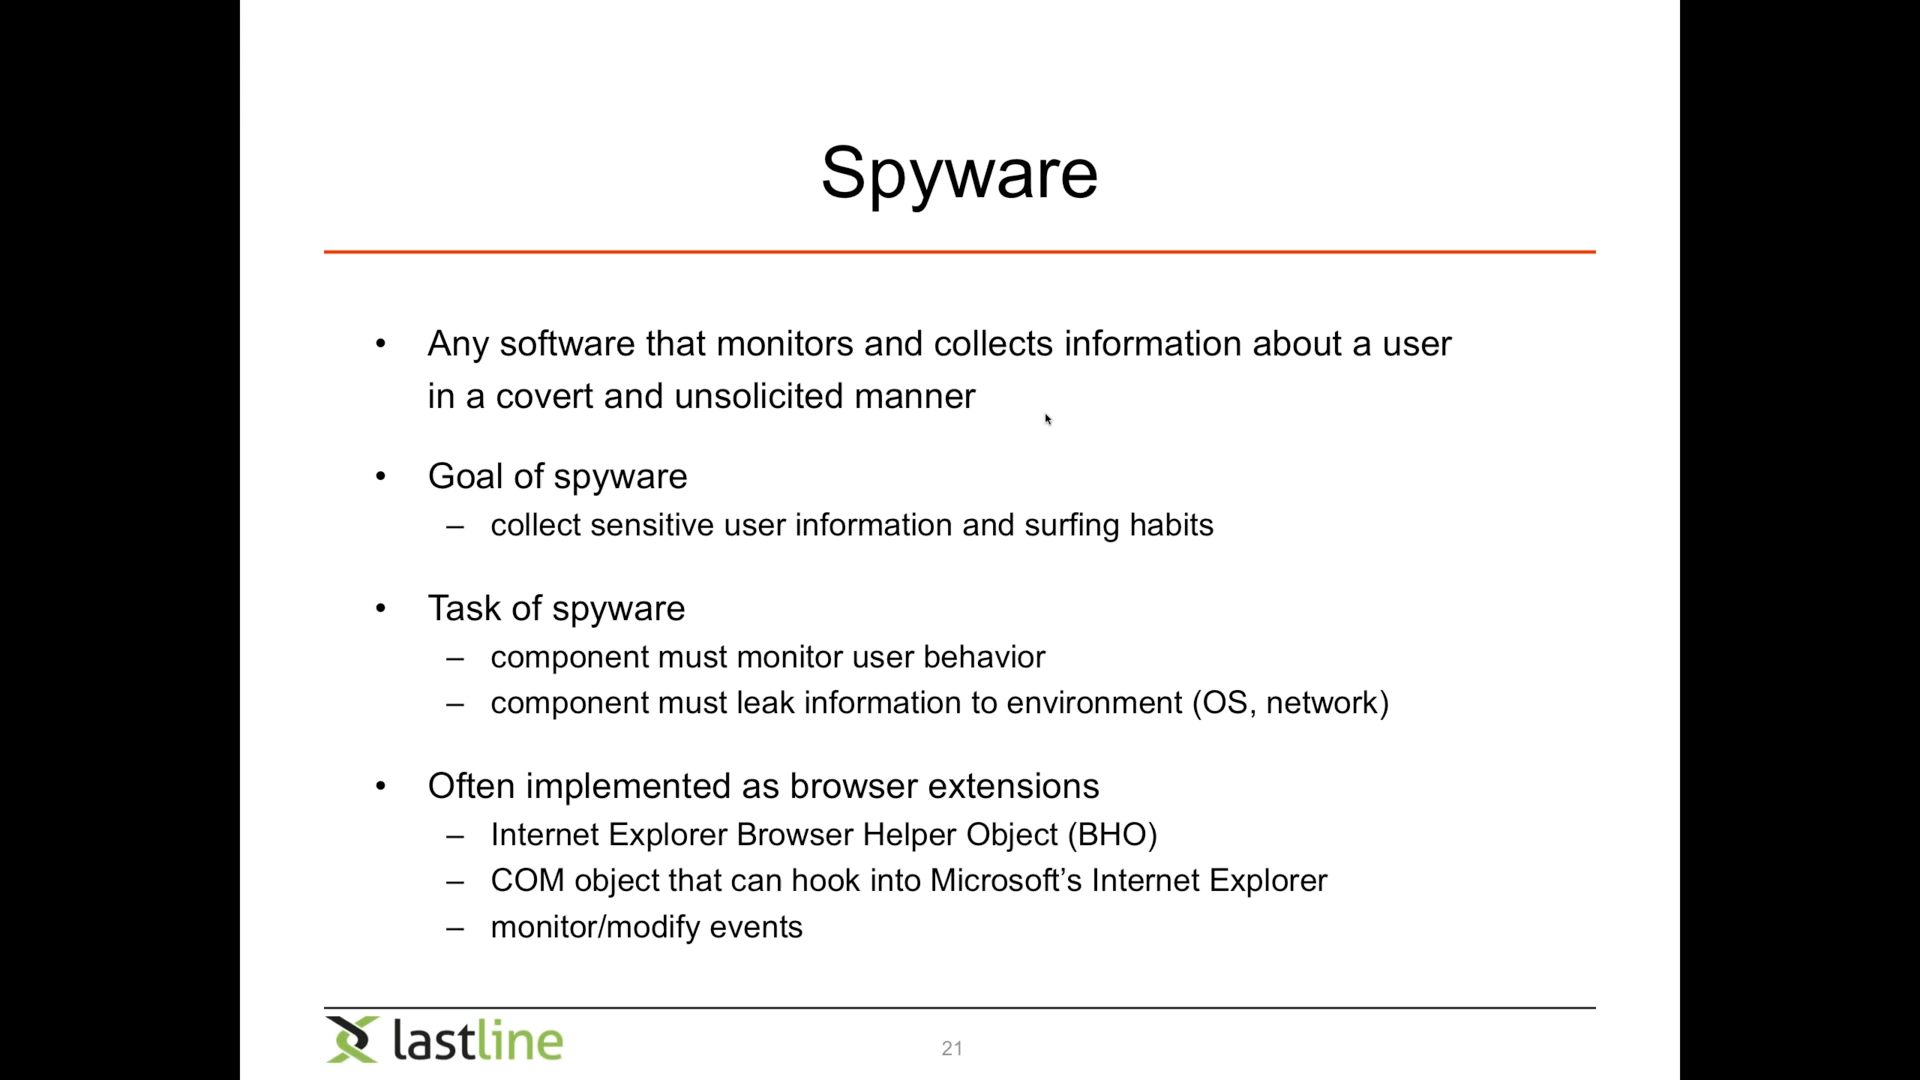 Spyware
• Any software that monitors and collects information about a user
in a covert and unsolicited manner
• Goal of spyware
– collect sensitive user information and surfing habits
• Task of spyware
– component must monitor user behavior
– component must leak information to environment (OS, network)
• Often implemented as browser extensions
– Internet Explorer Browser Helper Object (BHO)
– COM object that can hook into Microsoft’s Internet Explorer
– monitor/modify events
lastline
21